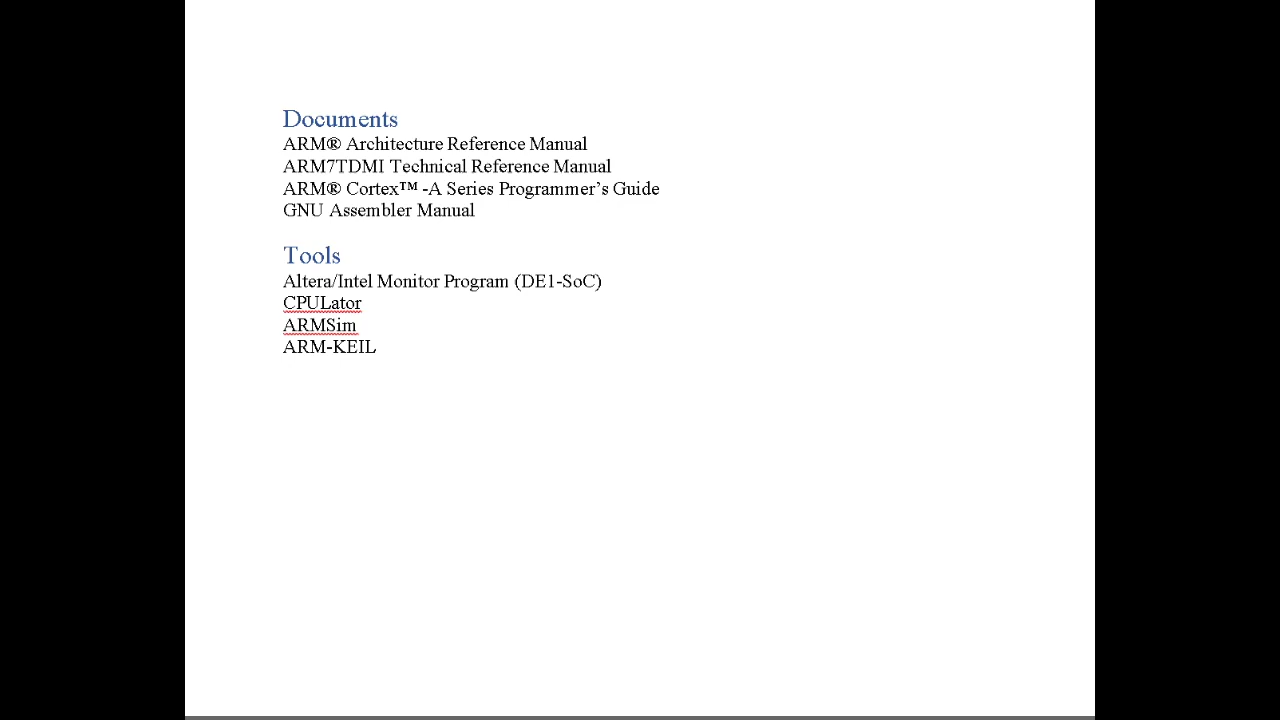 Documents
ARM® Architecture Reference Manual
ARM7TDMI Technical Reference Manual
ARM® Cortex™ -A Series Programmer’s Guide
GNU Assembler Manual
Tools
Altera/Intel Monitor Program (DE1-SoC)
CPULator
ARMSim
ARM-KEIL